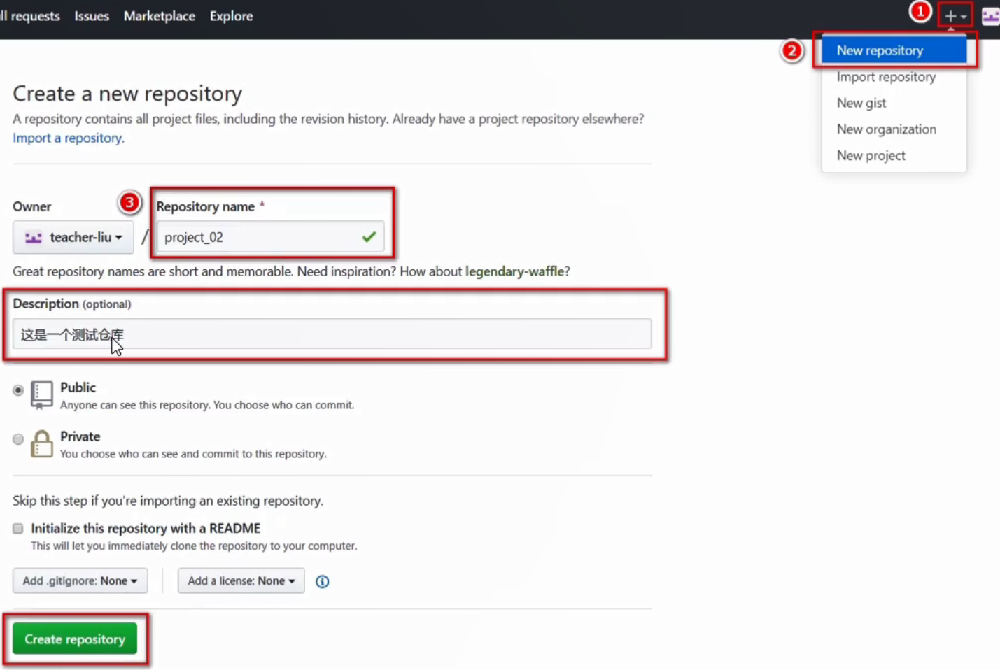 ll requests Issues Marketplace Explore
1
2
New repository
Import repository
New gist
New organization
New project
Create a new repository
A repository contains all project files, including the revision history. Already have a project repository elsewhere?
Import a repository.
Owner
3
Repository name *
teacher-liu / project_02
Great repository names are short and memorable. Need inspiration? How about legendary-waffle?
Description (optional)
这是一个测试仓库
Public
Anyone can see this repository. You choose who can commit.
Private
You choose who can see and commit to this repository.
Skip this step if you're importing an existing repository.
Initialize this repository with a README
This will let you immediately clone the repository to your computer.
Add .gitignore: None Add a license: None
Create repository